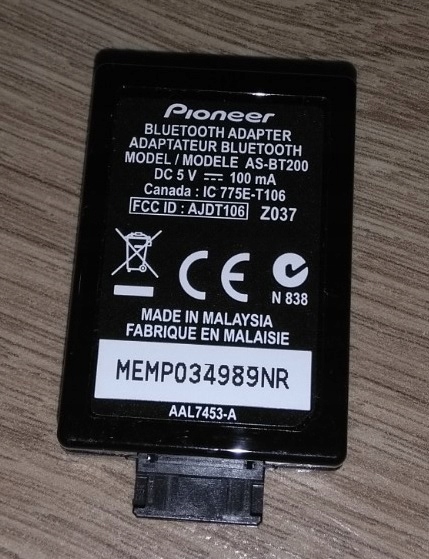 Pioneer
BLUETOOTH ADAPTER
ADAPTATEUR BLUETOOTH
MODEL / MODELE AS-BT200
DC 5 V ⎓ 100 mA
Canada : IC 775E-T106
FCC ID : AJDT106 Z037
CE
N 838
MADE IN MALAYSIA
FABRIQUE EN MALAISIE
MEMP034989NR
AAL7453-A